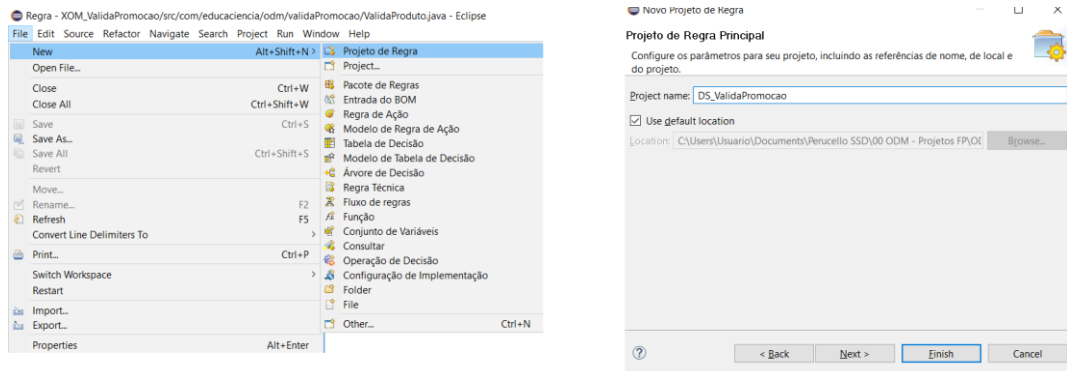 Regra - XOM_ValidaPromocao/src/com/educaciencia/odm/validaPromocao/ValidaProduto.java - Eclipse
File Edit Source Refactor Navigate Search Project Run Window Help
New Alt+Shift+N >
Open File...
Close Ctrl+W
Close All Ctrl+Shift+W
Save Ctrl+S
Save As...
Save All Ctrl+Shift+S
Revert
Move...
Rename... F2
Refresh F5
Convert Line Delimiters To >
Print... Ctrl+P
Switch Workspace >
Restart
Import...
Export...
Properties Alt+Enter
Projeto de Regra
Project...
Pacote de Regras
Entrada do BOM
Regra de Ação
Modelo de Regra de Ação
Tabela de Decisão
Modelo de Tabela de Decisão
Árvore de Decisão
Regra Técnica
Fluxo de regras
Função
Conjunto de Variáveis
Consultar
Operação de Decisão
Configuração de Implementação
Folder
File
Other... Ctrl+N
Novo Projeto de Regra
Projeto de Regra Principal
Configure os parâmetros para seu projeto, incluindo as referências de nome, de local e
do projeto.
Project name: DS_ValidaPromocao
Use default location
Location: C:\Users\Usuario\Documents\Perucello SSD\00 ODM - Projetos FP\OD Browse...
? < Back Next > Finish Cancel